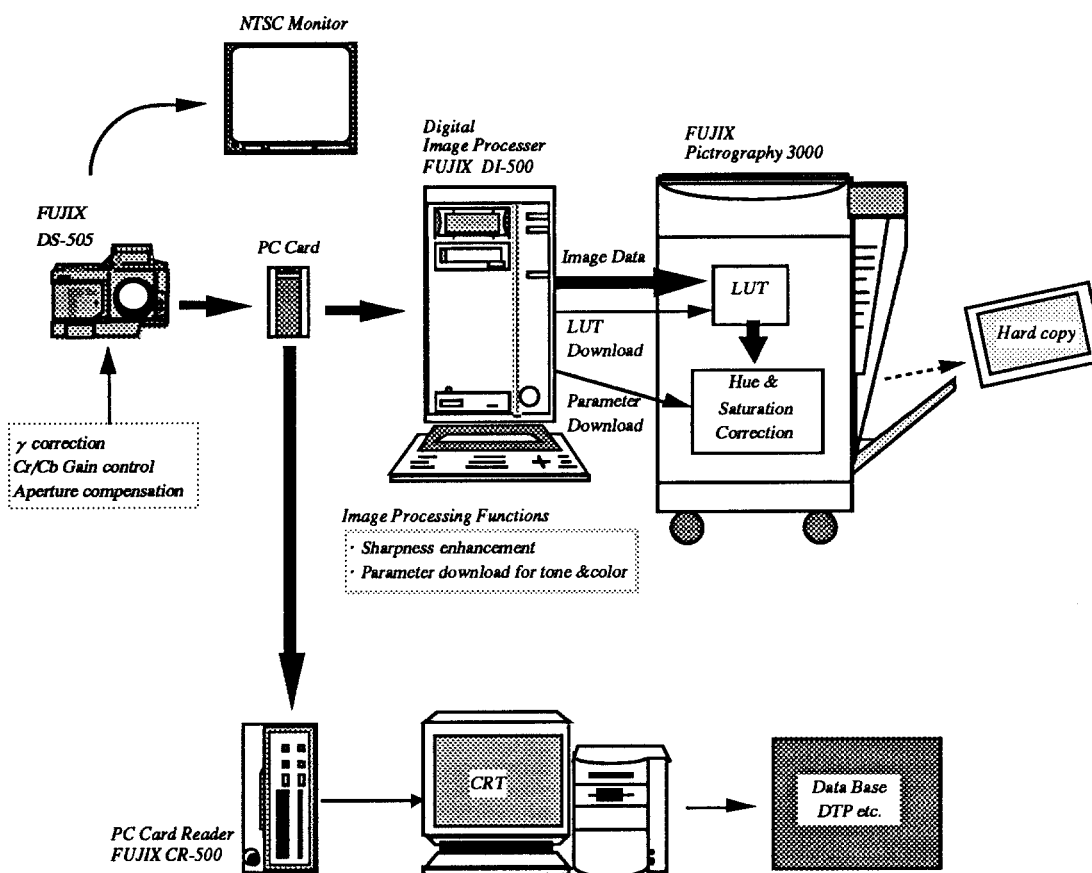 NTSC Monitor
Digital
Image Processer
FUJIX DI-500
FUJIX
Pictrography 3000
FUJIX
DS-505
PC Card
Image Data
LUT
LUT
Download
Hard copy
Hue &
Saturation
Correction
Parameter
Download
γ correction
Cr/Cb Gain control
Aperture compensation
Image Processing Functions
· Sharpness enhancement
· Parameter download for tone &color
CRT
Data Base
DTP etc.
PC Card Reader
FUJIX CR-500